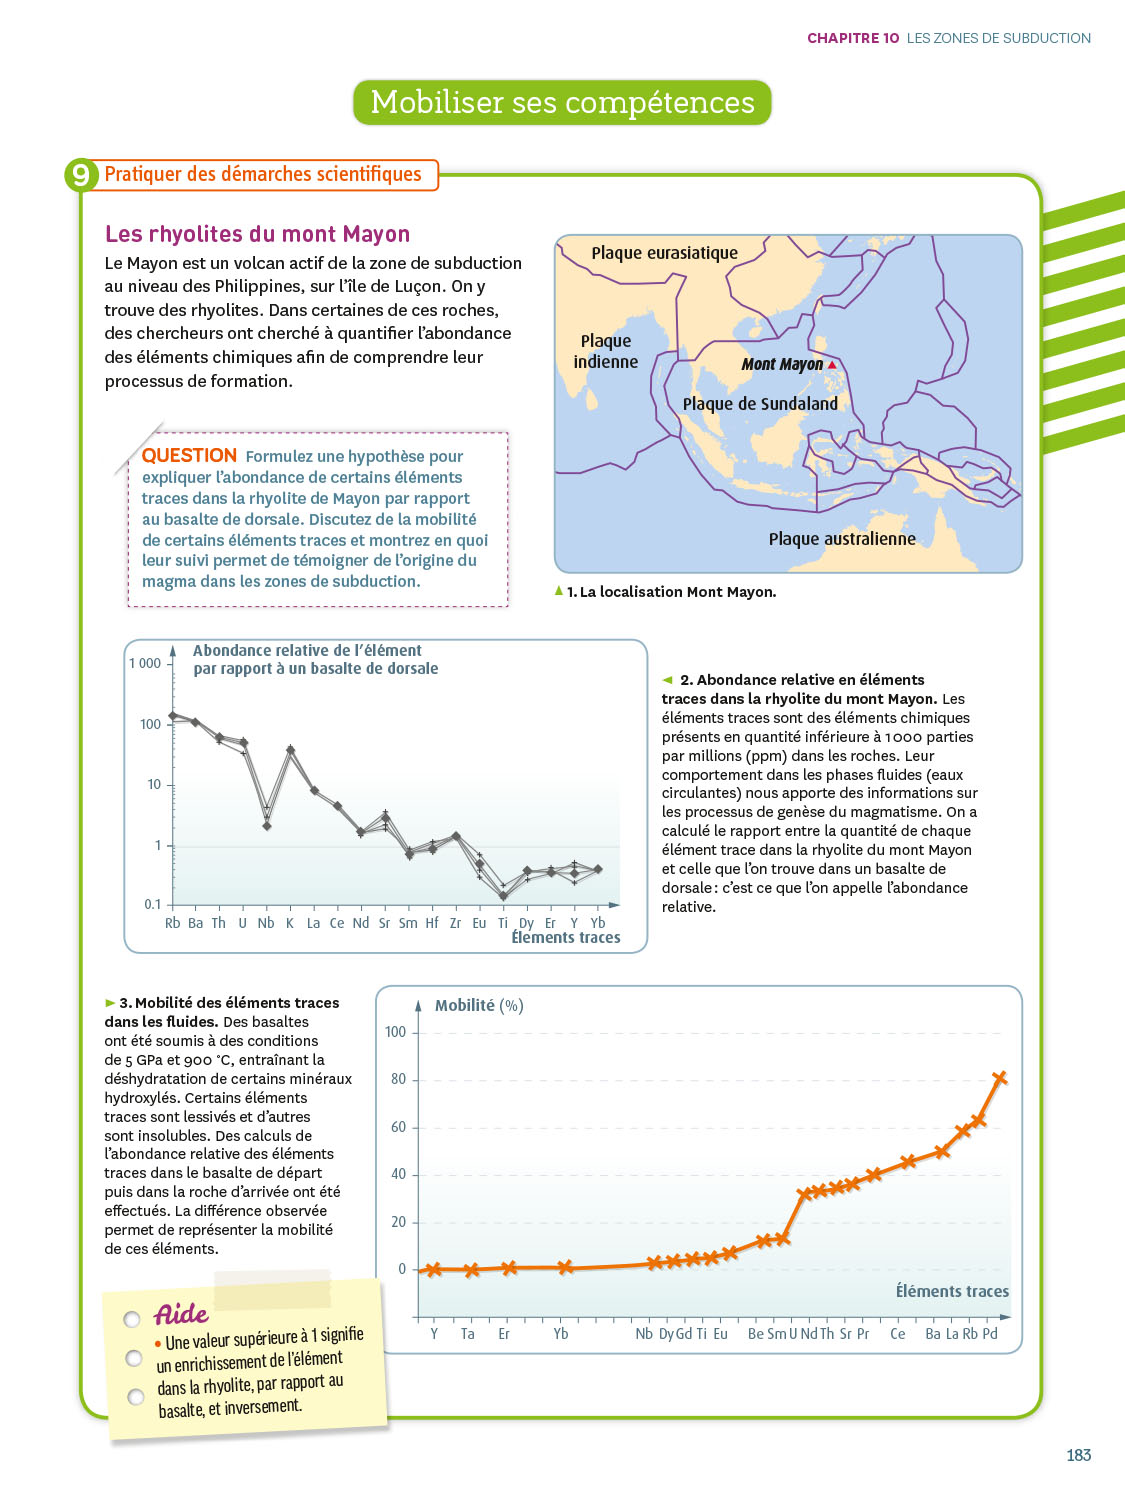 CHAPITRE 10 LES ZONES DE SUBDUCTION
Mobiliser ses compétences
9 Pratiquer des démarches scientifiques
Les rhyolites du mont Mayon
Le Mayon est un volcan actif de la zone de subduction
au niveau des Philippines, sur l'île de Luçon. On y
trouve des rhyolites. Dans certaines de ces roches,
des chercheurs ont cherché à quantifier l'abondance
des éléments chimiques afin de comprendre leur
processus de formation.
QUESTION Formulez une hypothèse pour
expliquer l'abondance de certains éléments
traces dans la rhyolite de Mayon par rapport
au basalte de dorsale. Discutez de la mobilité
de certains éléments traces et montrez en quoi
leur suivi permet de témoigner de l'origine du
magma dans les zones de subduction.
Plaque eurasiatique
Plaque
indienne
Mont Mayon
Plaque de Sundaland
Plaque australienne
1. La localisation Mont Mayon.
Abondance relative de l'élément
par rapport à un basalte de dorsale
1 000
100
10
1
0.1
Rb Ba Th U Nb K La Ce Nd Sr Sm Hf Zr Eu Ti Dy Er Y Yb
Élements traces
2. Abondance relative en éléments
traces dans la rhyolite du mont Mayon. Les
éléments traces sont des éléments chimiques
présents en quantité inférieure à 1 000 parties
par millions (ppm) dans les roches. Leur
comportement dans les phases fluides (eaux
circulantes) nous apporte des informations sur
les processus de genèse du magmatisme. On a
calculé le rapport entre la quantité de chaque
élément trace dans la rhyolite du mont Mayon
et celle que l'on trouve dans un basalte de
dorsale : c'est ce que l'on appelle l'abondance
relative.
3. Mobilité des éléments traces
dans les fluides. Des basaltes
ont été soumis à des conditions
de 5 GPa et 900 °C, entraînant la
déshydratation de certains minéraux
hydroxylés. Certains éléments
traces sont lessivés et d'autres
sont insolubles. Des calculs de
l'abondance relative des éléments
traces dans le basalte de départ
puis dans la roche d'arrivée ont été
effectués. La différence observée
permet de représenter la mobilité
de ces éléments.
Mobilité (%)
100
80
60
40
20
0
Éléments traces
Y Ta Er Yb Nb Dy Gd Ti Eu Be Sm U Nd Th Sr Pr Ce Ba La Rb Pd
Aide
• Une valeur supérieure à 1 signifie
un enrichissement de l'élément
dans la rhyolite, par rapport au
basalte, et inversement.
183